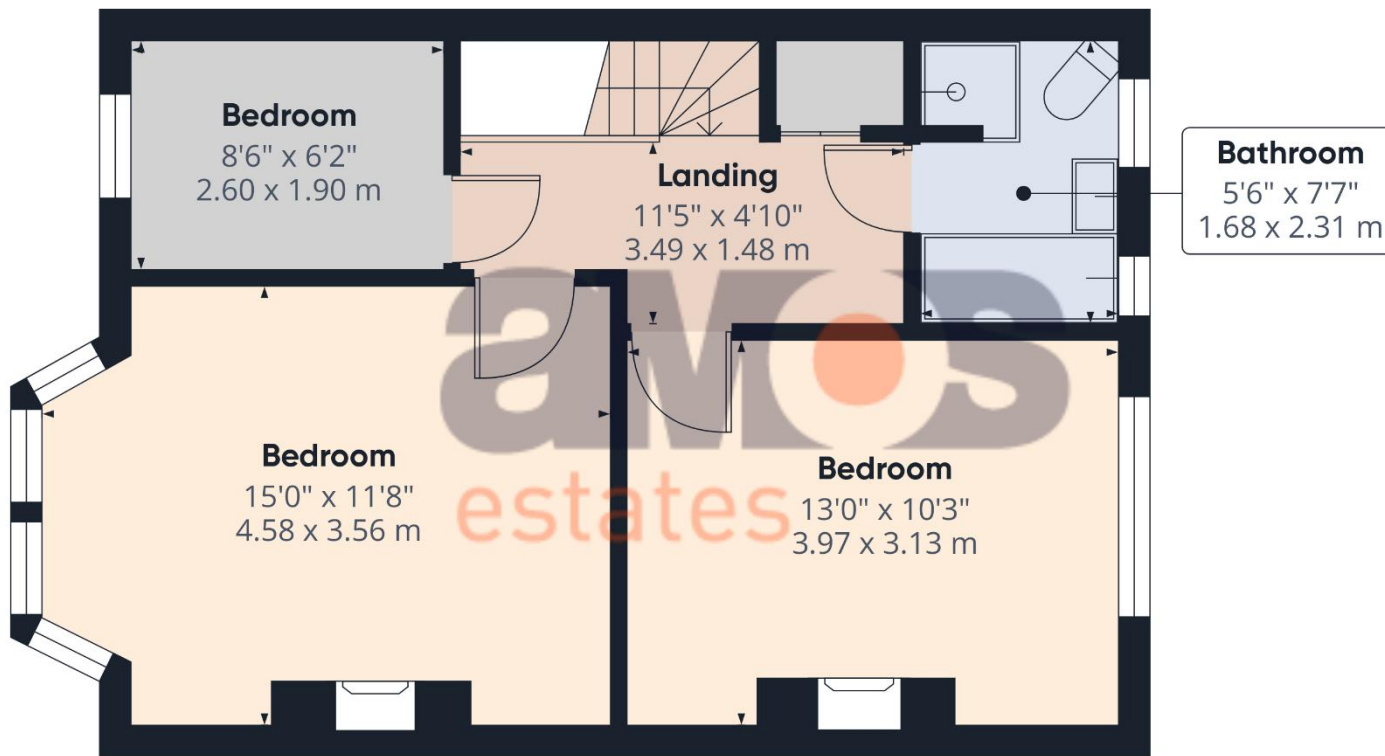 Bedroom
8'6" x 6'2"
2.60 x 1.90 m
Landing
11'5" x 4'10"
3.49 x 1.48 m
Bathroom
5'6" x 7'7"
1.68 x 2.31 m
Bedroom
15'0" x 11'8"
4.58 x 3.56 m
Bedroom
13'0" x 10'3"
3.97 x 3.13 m
aMOS
estates